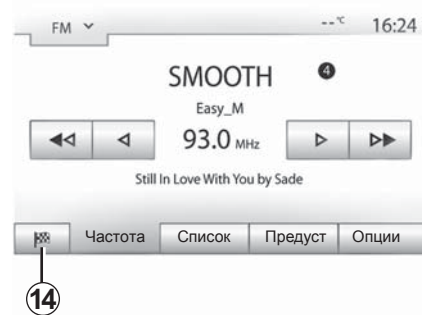 FM --°C 16:24
SMOOTH 4
Easy_M
93.0 MHz
Still In Love With You by Sade
Частота Список Предуст Опции
14